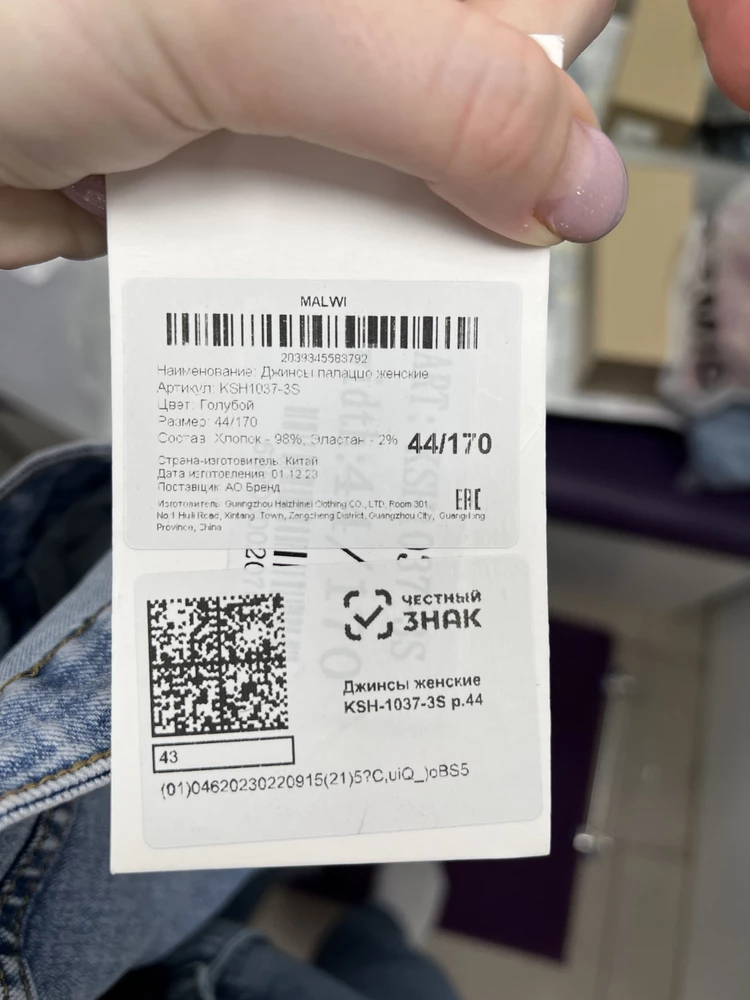 MALWI
2039345583792
Наименование: Джинсы палаццо женские
Артикул: KSH1037-3S
Цвет: Голубой
Размер: 44/170
Состав: Хлопок - 98%, Эластан - 2%
44/170
Страна-изготовитель: Китай
Дата изготовления: 01.12.23
Поставщик: АО Бренд
EAC
Изготовитель: Guangzhou Haizhimei Clothing CO., LTD, Room 301,
No.1 Huli Road, Xintang Town, Zengcheng District, Guangzhou City, Guangdong
Province, China
ЧЕСТНЫЙ
ЗНАК
Джинсы женские
KSH-1037-3S р.44
43
(01)04620230220915(21)5?C,uiQ_)oBS5